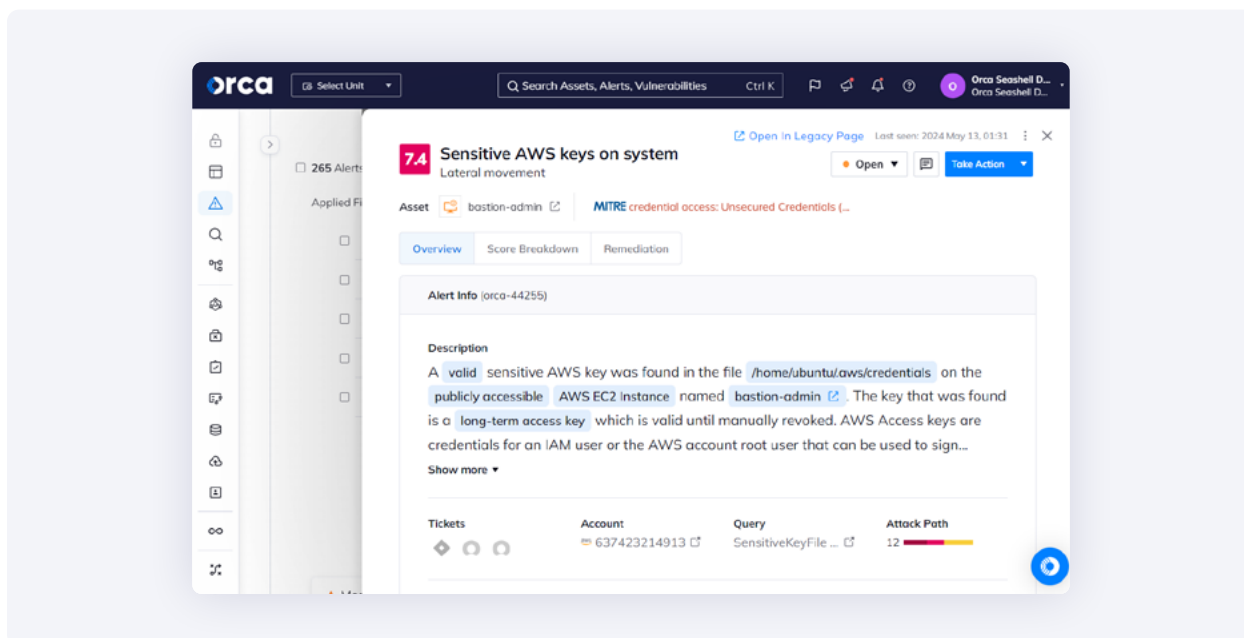 orca
Select Unit
Search Assets, Alerts, Vulnerabilities Ctrl K
O
Orca Seashell D...
Orca Seashell D...
Open In Legacy Page Last seen: 2024 May 13, 01:31
265 Alerts
7.4 Sensitive AWS keys on system
Lateral movement
Open
Take Action
Applied Fi
Asset bastion-admin MITRE credential access: Unsecured Credentials (...
Overview Score Breakdown Remediation
Alert Info (orca-44255)
Description
A valid sensitive AWS key was found in the file /home/ubuntu/.aws/credentials on the
publicly accessible AWS EC2 Instance named bastion-admin . The key that was found
is a long-term access key which is valid until manually revoked. AWS Access keys are
credentials for an IAM user or the AWS account root user that can be used to sign...
Show more
Tickets Account Query Attack Path
637423214913 SensitiveKeyFile ... 12